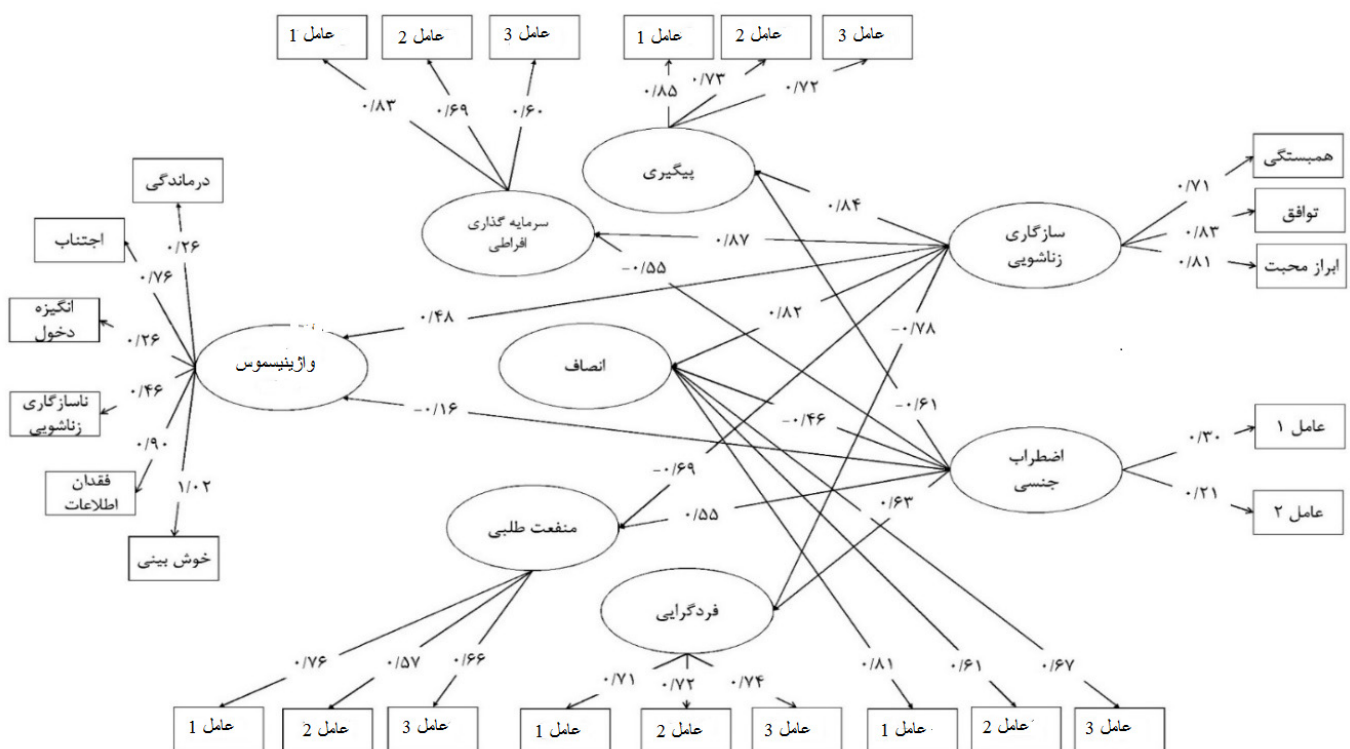 عامل 1
عامل 2
عامل 3
عامل 1
عامل 2
عامل 3
۰/۸۳
۰/۶۹
۰/۶۰
۰/۸۵
۰/۷۳
۰/۷۲
پیگیری
سرمایه گذاری
افراطی
سازگاری
زناشویی
همبستگی
توافق
ابراز محبت
۰/۷۱
۰/۸۳
۰/۸۱
۰/۸۴
۰/۸۷
-۰/۵۵
۰/۴۸
۰/۸۲
-۰/۷۸
درماندگی
اجتناب
انگیزه
دخول
ناسازگاری
زناشویی
فقدان
اطلاعات
خوش بینی
۰/۲۶
۰/۷۶
۰/۲۶
۰/۴۶
۰/۹۰
۱/۰۲
واژینیسموس
انصاف
-۰/۱۶
-۰/۴۶
-۰/۶۱
-۰/۶۹
۰/۵۵
۰/۶۳
اضطراب
جنسی
۰/۳۰
۰/۲۱
عامل ۱
عامل ۲
منفعت طلبی
فردگرایی
۰/۷۶
۰/۵۷
۰/۶۶
۰/۷۱
۰/۷۲
۰/۷۴
۰/۸۱
۰/۶۱
۰/۶۷
عامل 1
عامل 2
عامل 3
عامل 1
عامل 2
عامل 3
عامل 1
عامل 2
عامل 3